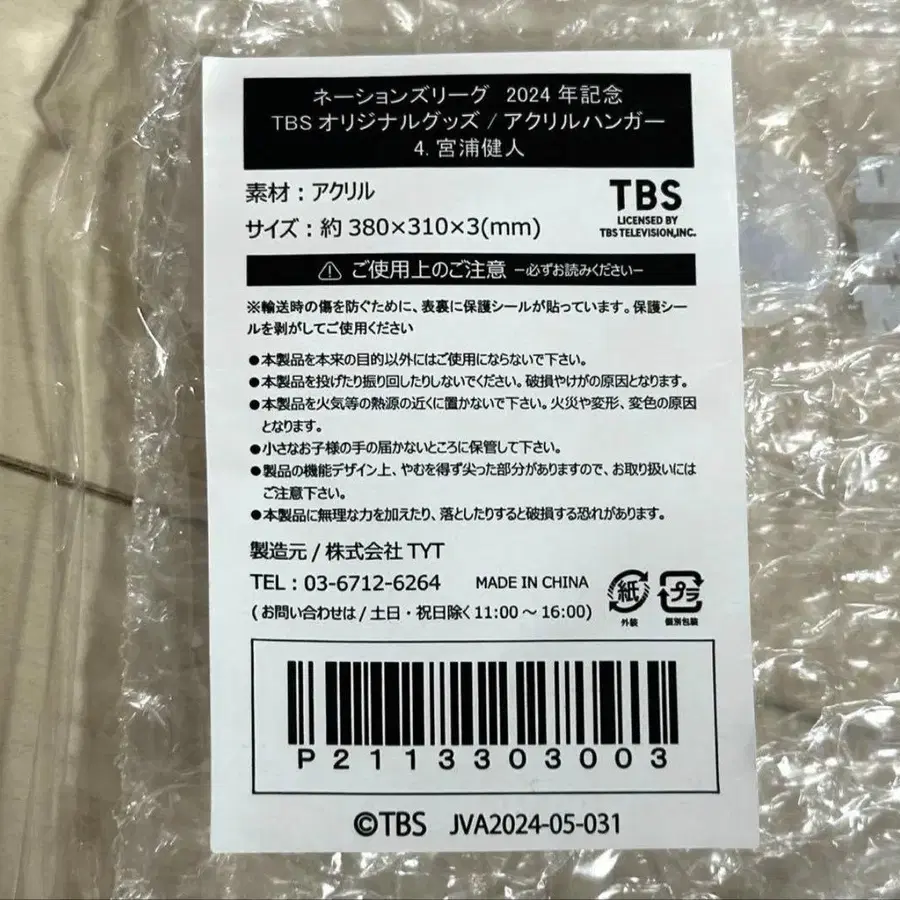 ネーションズリーグ 2024 年記念
TBS オリジナルグッズ / アクリルハンガー
4. 宮浦健人
素材：アクリル
サイズ：約 380×310×3(mm)
TBS
LICENSED BY
TBS TELEVISION,INC.
⚠ ご使用上のご注意 ー必ずお読みくださいー
※輸送時の傷を防ぐために、表裏に保護シールが貼っています。保護シー
ルを剥がしてご使用ください
●本製品を本来の目的以外にはご使用にならないで下さい。
●本製品を投げたり振り回したりしないでください。破損やけがの原因となります。
●本製品を火気等の熱源の近くに置かないで下さい。火災や変形、変色の原因
となります。
●小さなお子様の手の届かないところに保管して下さい。
●製品の機能デザイン上、やむを得ず尖った部分がありますので、お取り扱いには
ご注意下さい。
●本製品に無理な力を加えたり、落としたりすると破損する恐れがあります。
製造元 / 株式会社 TYT
TEL：03-6712-6264 MADE IN CHINA
( お問い合わせは / 土日・祝日除く 11:00 ～ 16:00)
紙
外装
プラ
個別包装
P2113303003
©TBS JVA2024-05-031